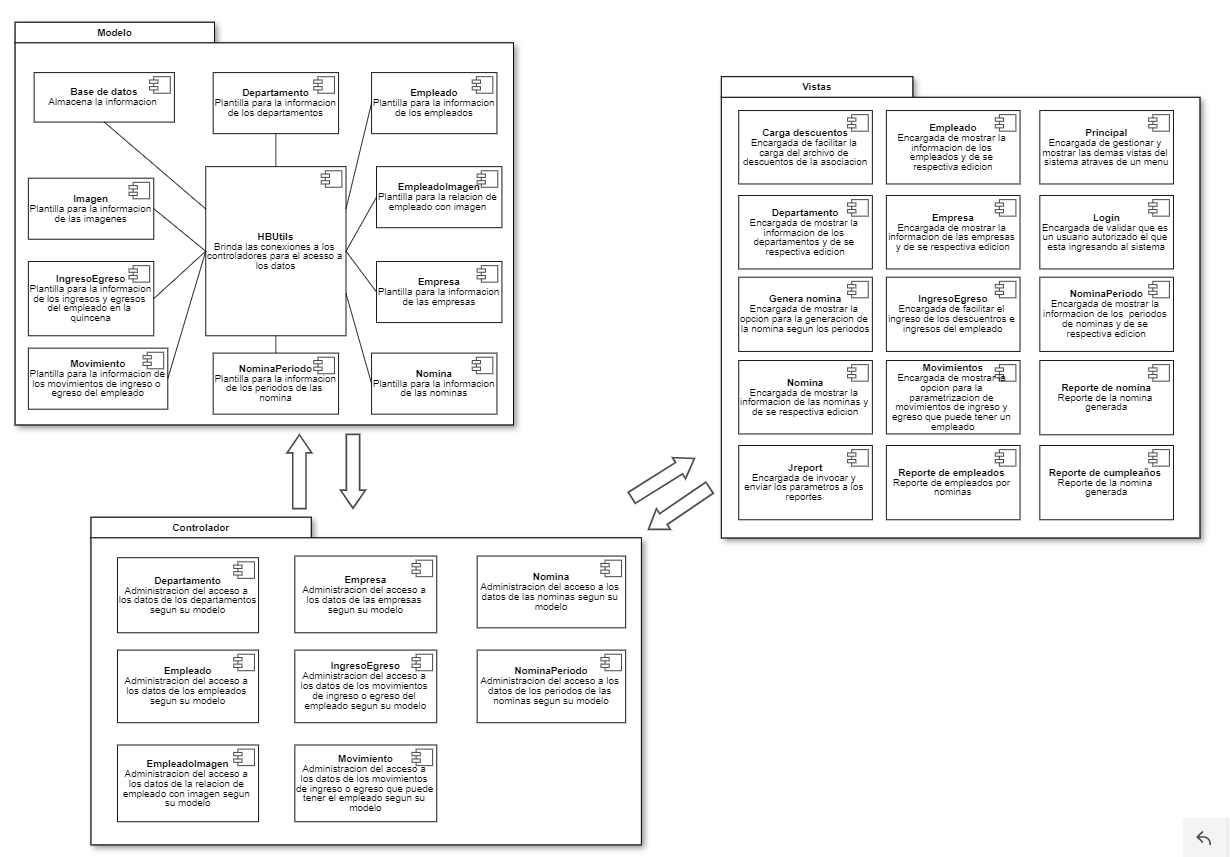 Modelo
Base de datos
Almacena la informacion
Departamento
Plantilla para la informacion
de los departamentos
Empleado
Plantilla para la informacion
de los empleados
Imagen
Plantilla para la informacion
de las imagenes
HBUtils
Brinda las conexiones a los
controladores para el acesso a
los datos
EmpleadoImagen
Plantilla para la relacion de
empleado con imagen
IngresoEgreso
Plantilla para la informacion
de los ingresos y egresos
del empleado en la
quincena
Empresa
Plantilla para la informacion
de las empresas
Movimiento
Plantilla para la informacion de
los movimientos de ingreso o
egreso del empleado
NominaPeriodo
Plantilla para la informacion
de los periodos de las
nomina
Nomina
Plantilla para la informacion
de las nominas
Vistas
Carga descuentos
Encargada de facilitar la
carga del archivo de
descuentos de la asociacion
Empleado
Encargada de mostrar la
informacion de los
empleados y de se
respectiva edicion
Principal
Encargada de gestionar y
mostrar las demas vistas del
sistema atraves de un menu
Departamento
Encargada de mostrar la
informacion de los
departamentos y de se
respectiva edicion
Empresa
Encargada de mostrar la
informacion de las empresas
y de se respectiva edicion
Login
Encargada de validar que es
un usuario autorizado el que
esta ingresando al sistema
Genera nomina
Encargada de mostrar la
opcion para la generacion de
la nomina segun los periodos
IngresoEgreso
Encargada de facilitar el
ingreso de los descuentros e
ingresos del empleado
NominaPeriodo
Encargada de mostrar la
informacion de los periodos
de nominas y de se
respectiva edicion
Nomina
Encargada de mostrar la
informacion de las nominas y
de se respectiva edicion
Movimientos
Encargada de mostrar la
opcion para la
parametrizacion de
movimientos de ingreso y
egreso que puede tener un
empleado
Reporte de nomina
Reporte de la nomina
generada
Jreport
Encargada de invocar y
enviar los parametros a los
reportes
Reporte de empleados
Reporte de empleados por
nominas
Reporte de cumpleaños
Reporte de la nomina
generada
Controlador
Departamento
Administracion del acceso a
los datos de los departamentos
segun su modelo
Empresa
Administracion del acceso a
los datos de las empresas
segun su modelo
Nomina
Administracion del acceso a los
datos de las nominas segun su
modelo
Empleado
Administracion del acceso a
los datos de los empleados
segun su modelo
IngresoEgreso
Administracion del acceso a
los datos de los movimientos
de ingreso o egreso del
empleado segun su modelo
NominaPeriodo
Administracion del acceso a los
datos de los periodos de las
nominas segun su modelo
EmpleadoImagen
Administracion del acceso a
los datos de la relacion de
empleado con imagen segun
su modelo
Movimiento
Administracion del acceso a
los datos de los movimientos
de ingreso o egreso que puede
tener el empleado segun su
modelo